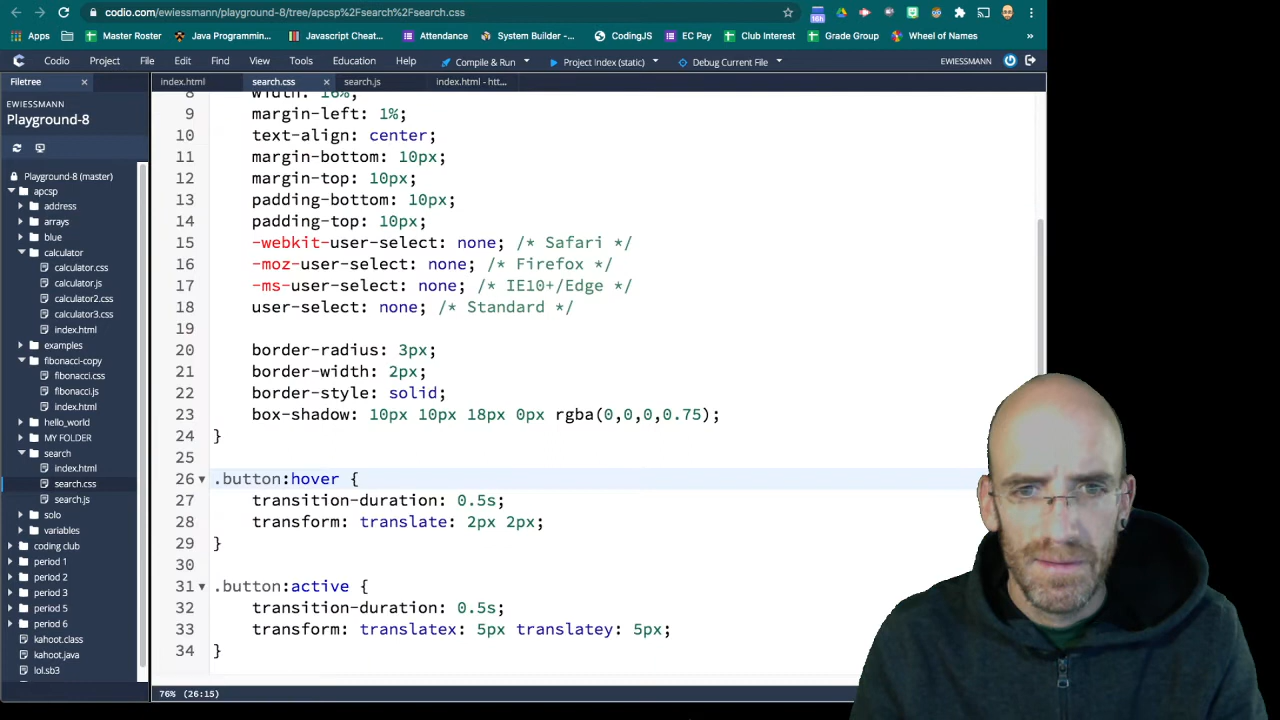 codio.com/ewiessmann/playground-8/tree/apcsp%2Fsearch%2Fsearch.css
16h
Apps Master Roster Java Programmin... Javascript Cheat... Attendance System Builder -... CodingJS EC Pay Club Interest Grade Group Wheel of Names »
Codio Project File Edit Find View Tools Education Help Compile & Run Project Index (static) Debug Current File EWIESSMANN
Filetree
index.html search.css search.js index.html - htt...
EWIESSMANN
Playground-8
Playground-8 (master)
apcsp
address
arrays
blue
calculator
calculator.css
calculator.js
calculator2.css
calculator3.css
index.html
examples
fibonacci-copy
fibonacci.css
fibonacci.js
index.html
hello_world
MY FOLDER
search
index.html
search.css
search.js
solo
variables
coding club
period 1
period 2
period 3
period 5
period 6
kahoot.class
kahoot.java
lol.sb3
8 width: 16%;
9 margin-left: 1%;
10 text-align: center;
11 margin-bottom: 10px;
12 margin-top: 10px;
13 padding-bottom: 10px;
14 padding-top: 10px;
15 -webkit-user-select: none; /* Safari */
16 -moz-user-select: none; /* Firefox */
17 -ms-user-select: none; /* IE10+/Edge */
18 user-select: none; /* Standard */
19
20 border-radius: 3px;
21 border-width: 2px;
22 border-style: solid;
23 box-shadow: 10px 10px 18px 0px rgba(0,0,0,0.75);
24 }
25
26 .button:hover {
27 transition-duration: 0.5s;
28 transform: translate: 2px 2px;
29 }
30
31 .button:active {
32 transition-duration: 0.5s;
33 transform: translatex: 5px translatey: 5px;
34 }
76% (26:15)